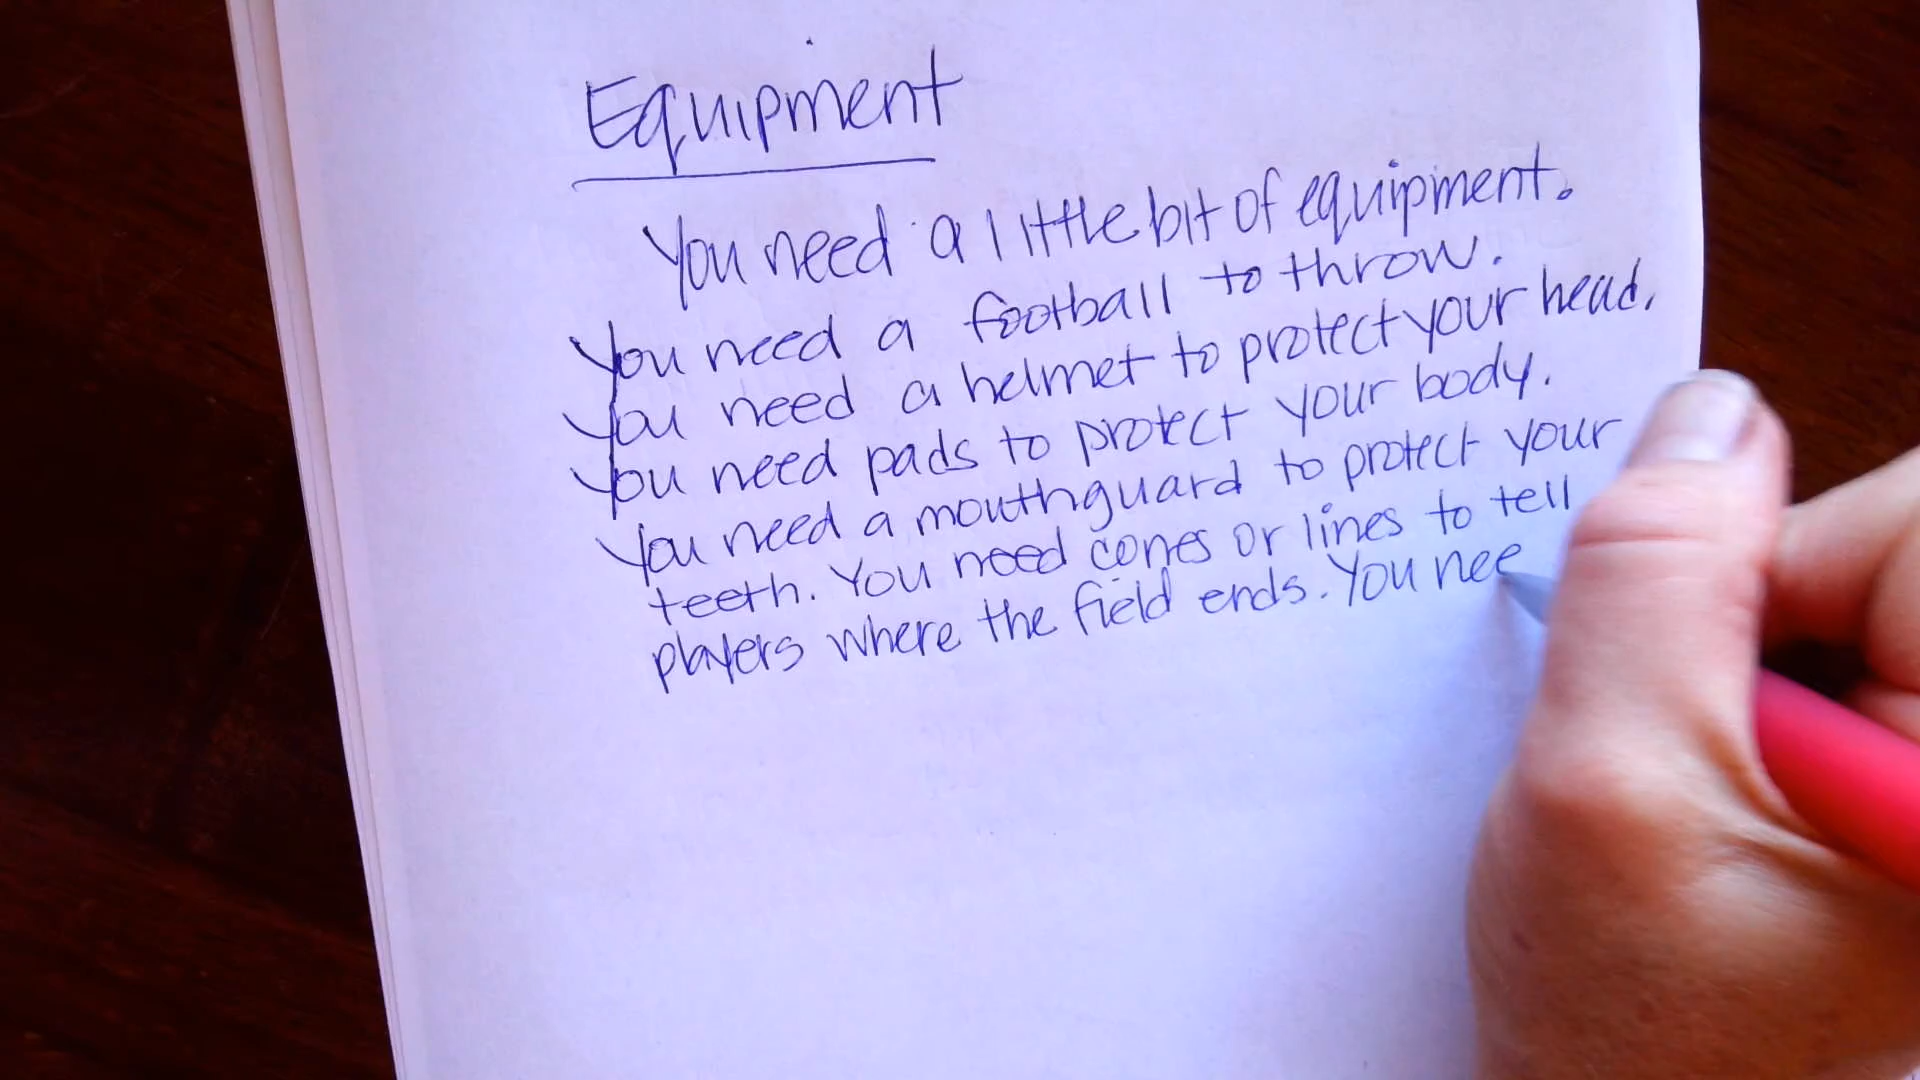 Equipment
You need a little bit of equipment.
You need a football to throw.
You need a helmet to protect your head.
You need pads to protect your body.
You need a mouthguard to protect your
teeth. You need cones or lines to tell
players where the field ends. You nee